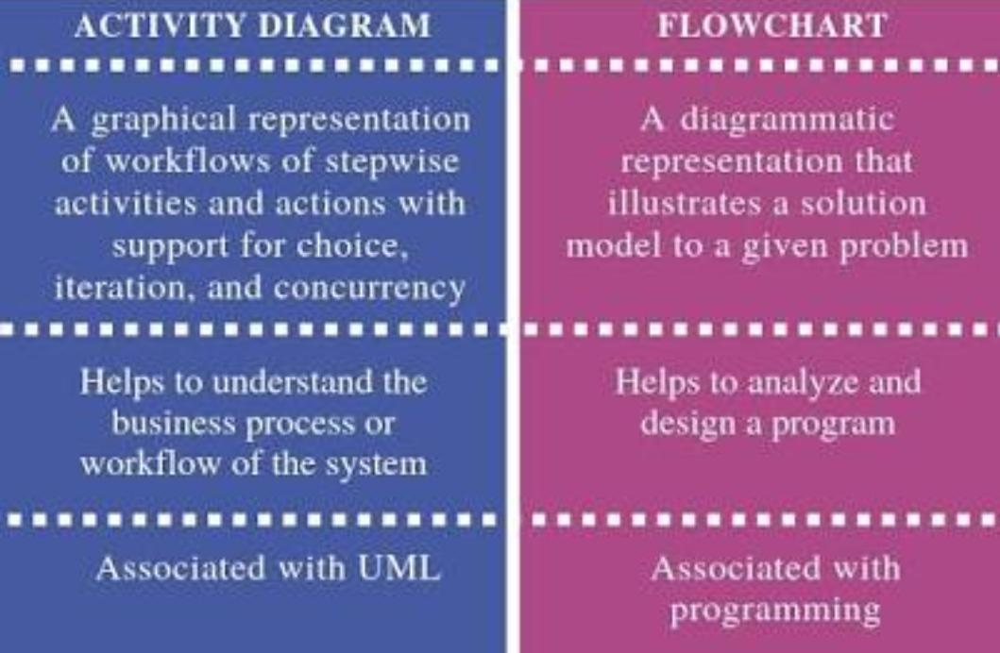 ACTIVITY DIAGRAM
A graphical representation
of workflows of stepwise
activities and actions with
support for choice,
iteration, and concurrency
Helps to understand the
business process or
workflow of the system
Associated with UML
FLOWCHART
A diagrammatic
representation that
illustrates a solution
model to a given problem
Helps to analyze and
design a program
Associated with
programming